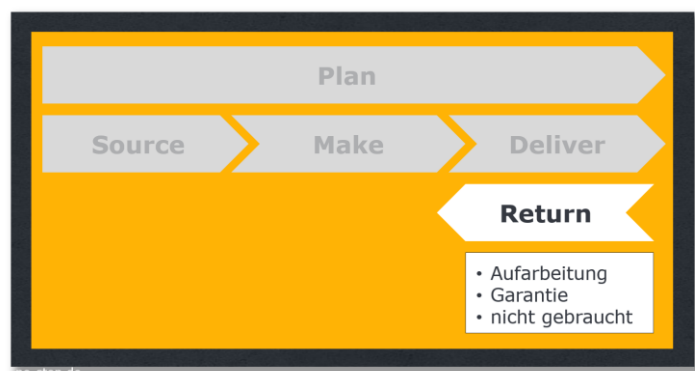 Plan
Source Make Deliver
Return
• Aufarbeitung
• Garantie
• nicht gebraucht